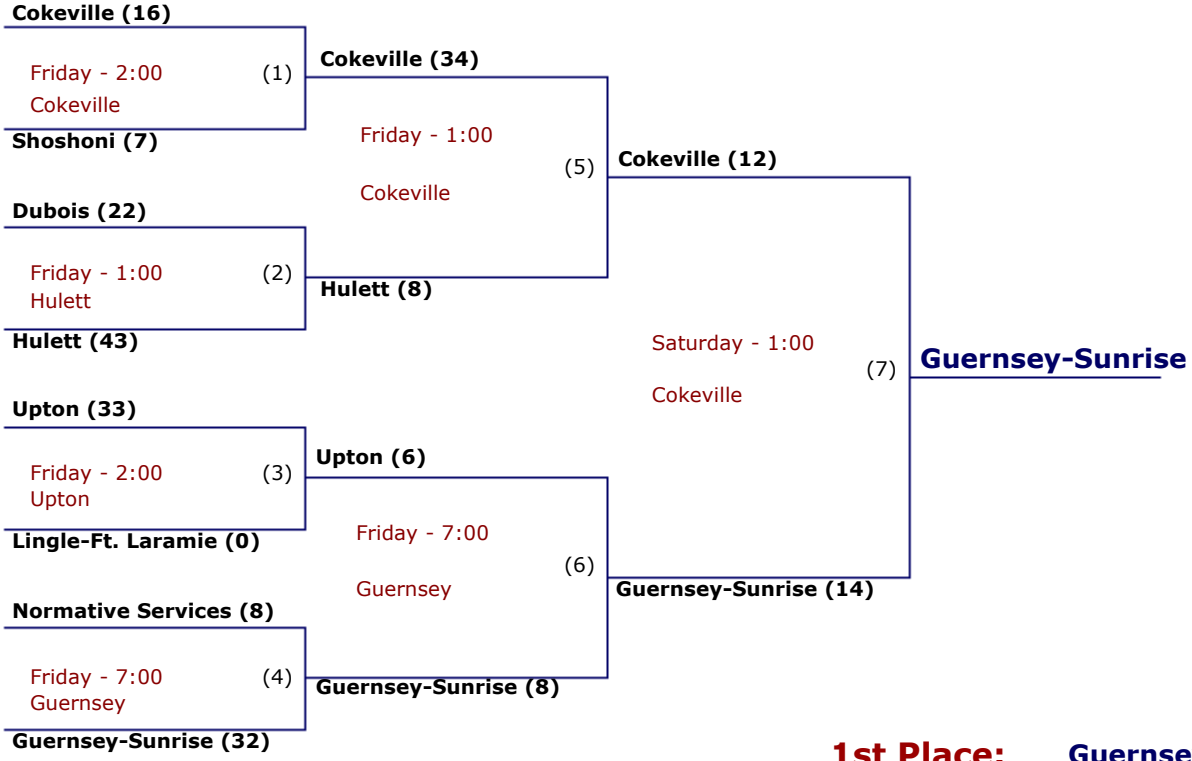 Cokeville (16)
Friday - 2:00 (1)
Cokeville
Shoshoni (7)
Dubois (22)
Friday - 1:00 (2)
Hulett
Hulett (43)
Upton (33)
Friday - 2:00 (3)
Upton
Lingle-Ft. Laramie (0)
Normative Services (8)
Friday - 7:00 (4)
Guernsey
Guernsey-Sunrise (32)
Cokeville (34)
Friday - 1:00
(5)
Cokeville
Hulett (8)
Upton (6)
Friday - 7:00
(6)
Guernsey
Guernsey-Sunrise (8)
Cokeville (12)
Saturday - 1:00
(7)
Cokeville
Guernsey-Sunrise (14)
Guernsey-Sunrise
1st Place: Guernse